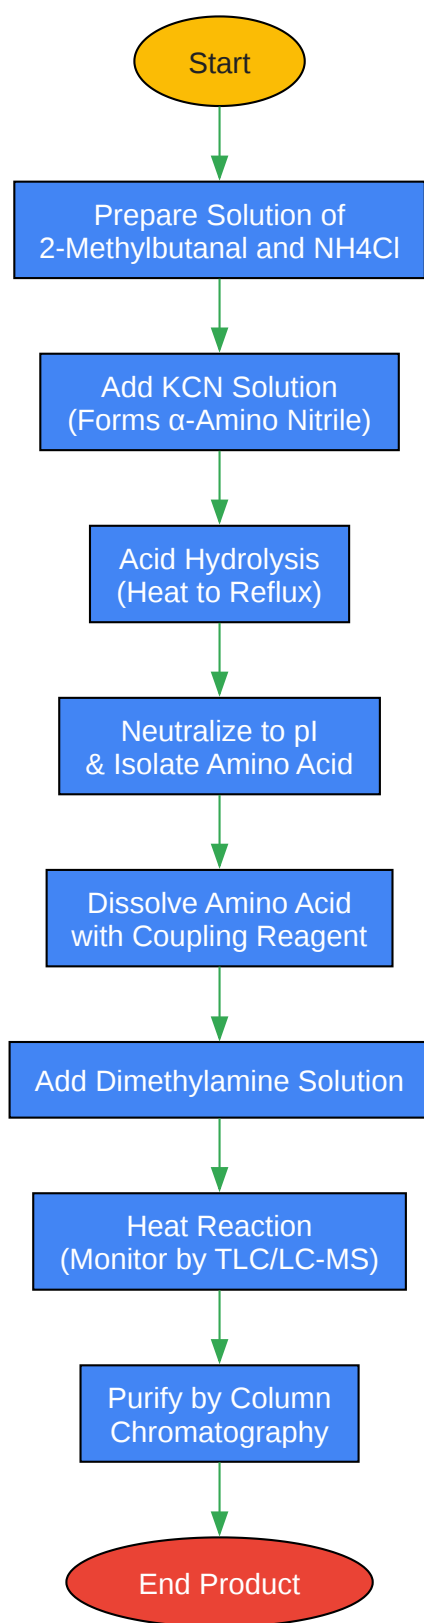 Start
Prepare Solution of
2-Methylbutanal and NH4Cl
Add KCN Solution
(Forms α-Amino Nitrile)
Acid Hydrolysis
(Heat to Reflux)
Neutralize to pI
& Isolate Amino Acid
Dissolve Amino Acid
with Coupling Reagent
Add Dimethylamine Solution
Heat Reaction
(Monitor by TLC/LC-MS)
Purify by Column
Chromatography
End Product